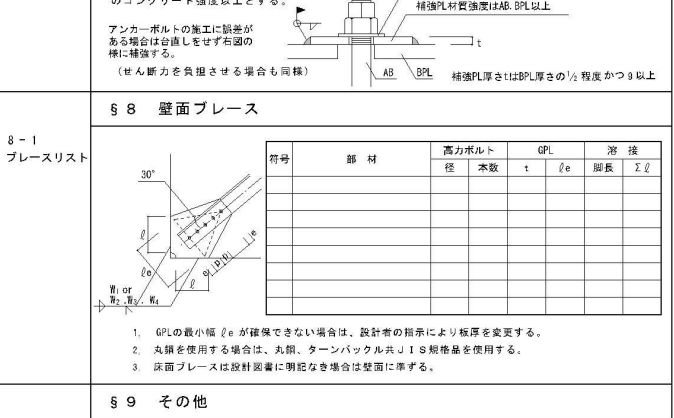 のコンクリート強度以上とする。
補強PL材質強度はAB. BPL以上
アンカーボルトの施工に誤差が
ある場合は台直しをせず右図の
様に補強する。
t
（せん断力を負担させる場合も同様）
AB
BPL
補強PL厚さtはBPL厚さの1/2 程度かつ9以上
§8 壁面ブレース
8-1
ブレースリスト
符号 部材 高力ボルト GPL 溶接
径 本数 t ℓe 脚長 Σℓ
30°
ℓ
e
p p
e
ℓe
ℓ
W1 or
W2 .W3 . W4
1. GPLの最小幅 ℓe が確保できない場合は、設計者の指示により板厚を変更する。
2. 丸鋼を使用する場合は、丸鋼、ターンバックル共JIS規格品を使用する。
3. 床面ブレースは設計図書に明記なき場合は壁面に準ずる。
§9 その他